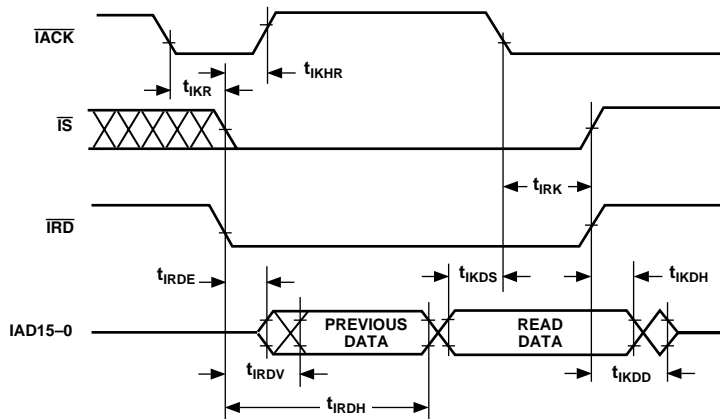 IACK
tIKHR
tIKR
IS
tIRK
IRD
tIRDE
tIKDS
tIKDH
IAD15–0
PREVIOUS
DATA
READ
DATA
tIRDV
tIKDD
tIRDH